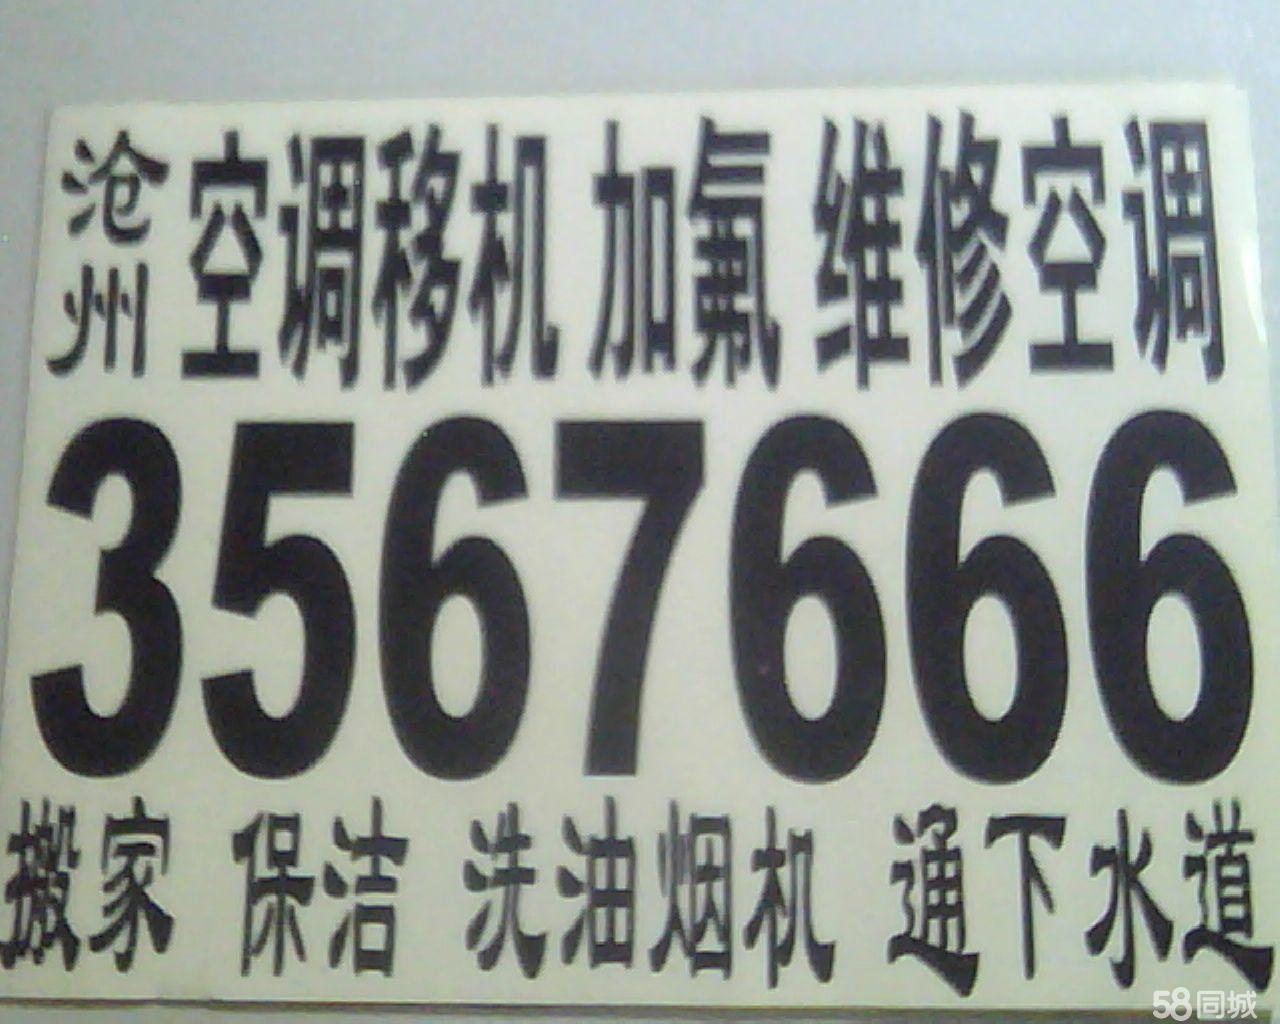 沧州 空调移机 加氟 维修空调
3567666
搬家 保洁 洗油烟机 通下水道
58同城